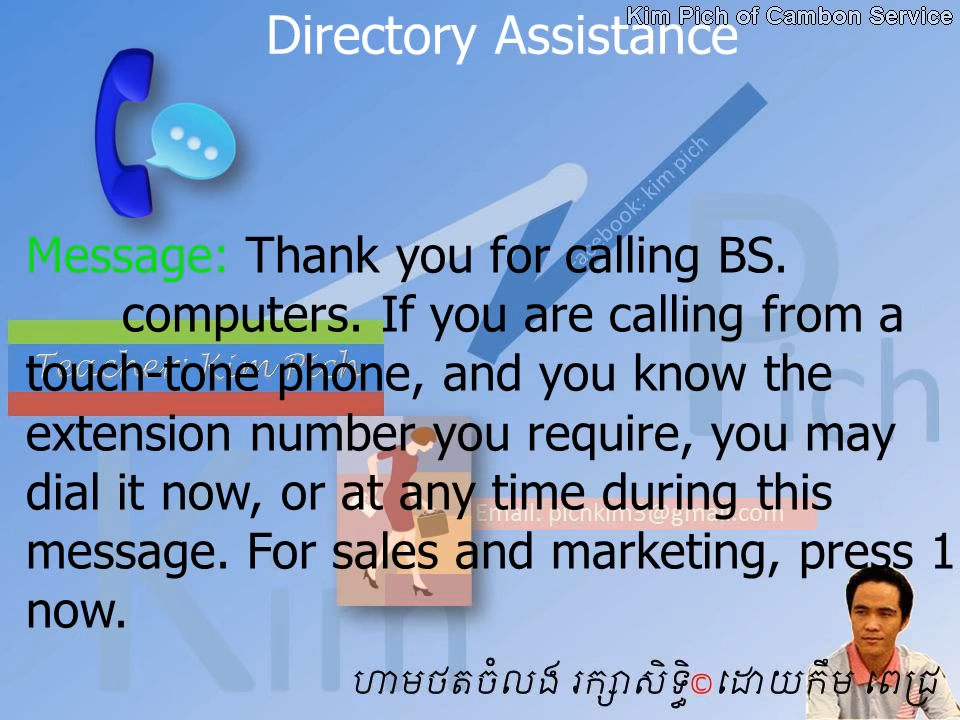 Kim Pich of Cambon Service
Directory Assistance
facebook: kim pich
Message: Thank you for calling BS.
computers. If you are calling from a
Teacher: Kim Pich
touch-tone phone, and you know the
extension number you require, you may
dial it now, or at any time during this
Email: pichkim3@gmail.com
message. For sales and marketing, press 1
now.
Kim
Pich
ហាមថតចំលង រក្សាសិទ្ធិ©ដោយកឹម ពេជ្រ